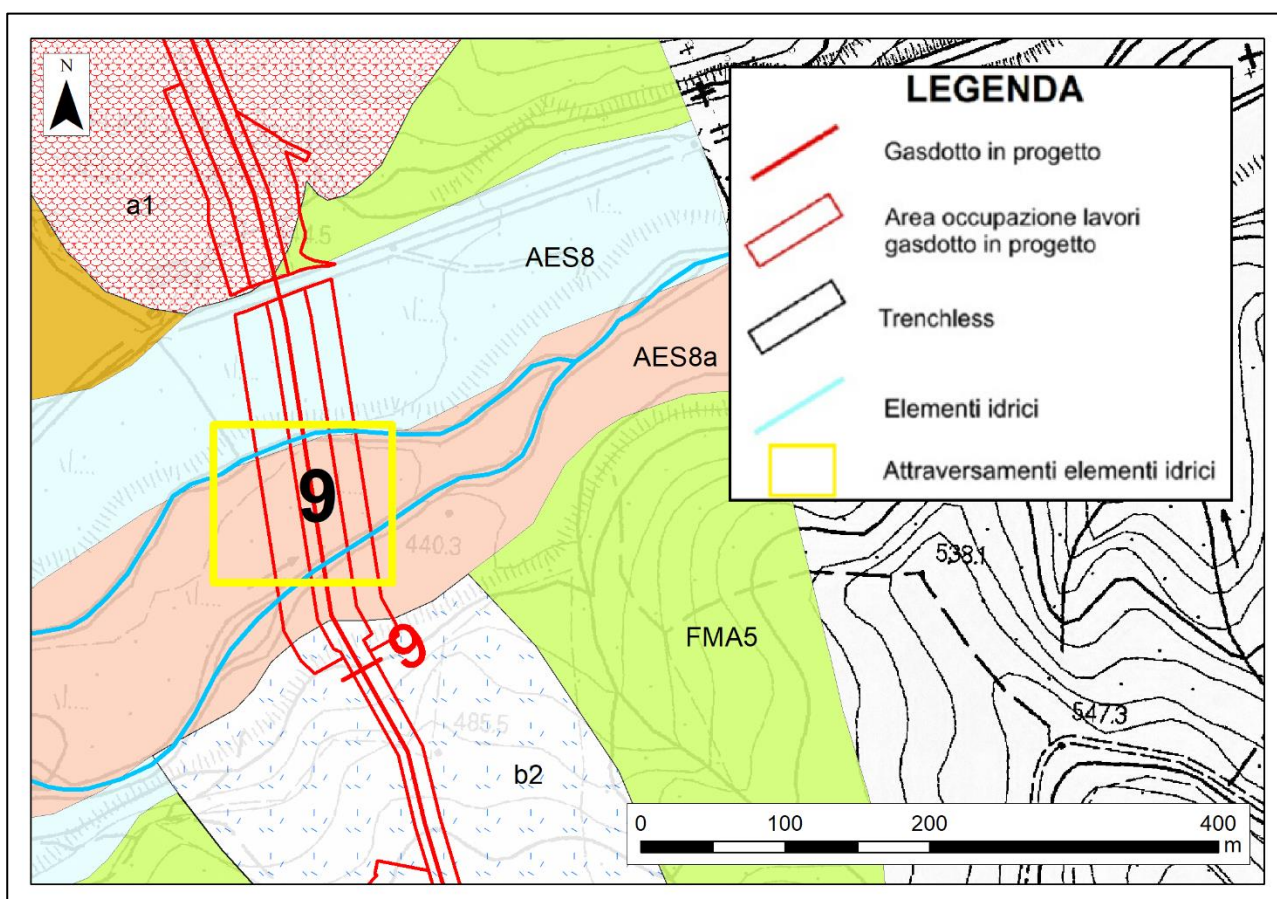 N
LEGENDA
Gasdotto in progetto
Area occupazione lavori
gasdotto in progetto
Trenchless
Elementi idrici
Attraversamenti elementi idrici
a1
AES8
AES8a
9
440.3
9
FMA5
538.1
547.3
485.5
b2
0 100 200 400
m